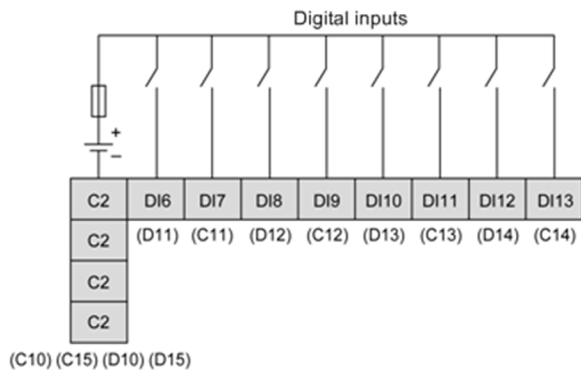 Digital inputs
+
–
C2 DI6 DI7 DI8 DI9 DI10 DI11 DI12 DI13
C2 (D11) (C11) (D12) (C12) (D13) (C13) (D14) (C14)
C2
C2
(C10) (C15) (D10) (D15)